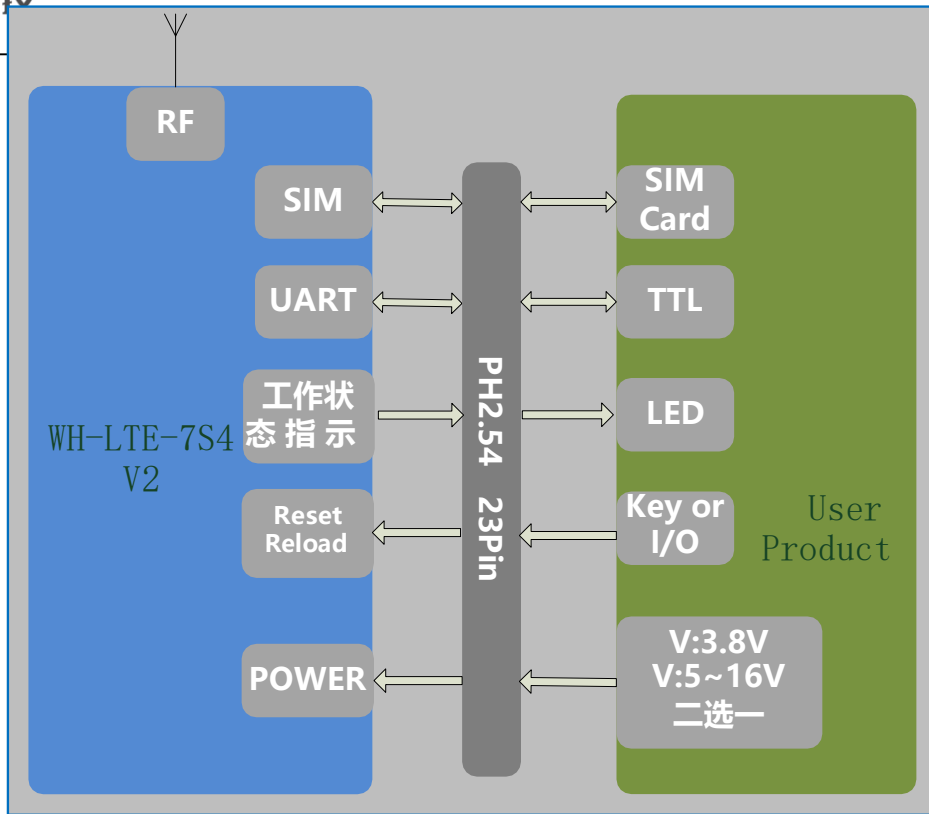 RF
SIM
UART
工作状
态 指 示
WH-LTE-7S4
V2
Reset
Reload
POWER
PH2.54 23Pin
SIM
Card
TTL
LED
Key or
I/O
User
Product
V:3.8V
V:5~16V
二选一